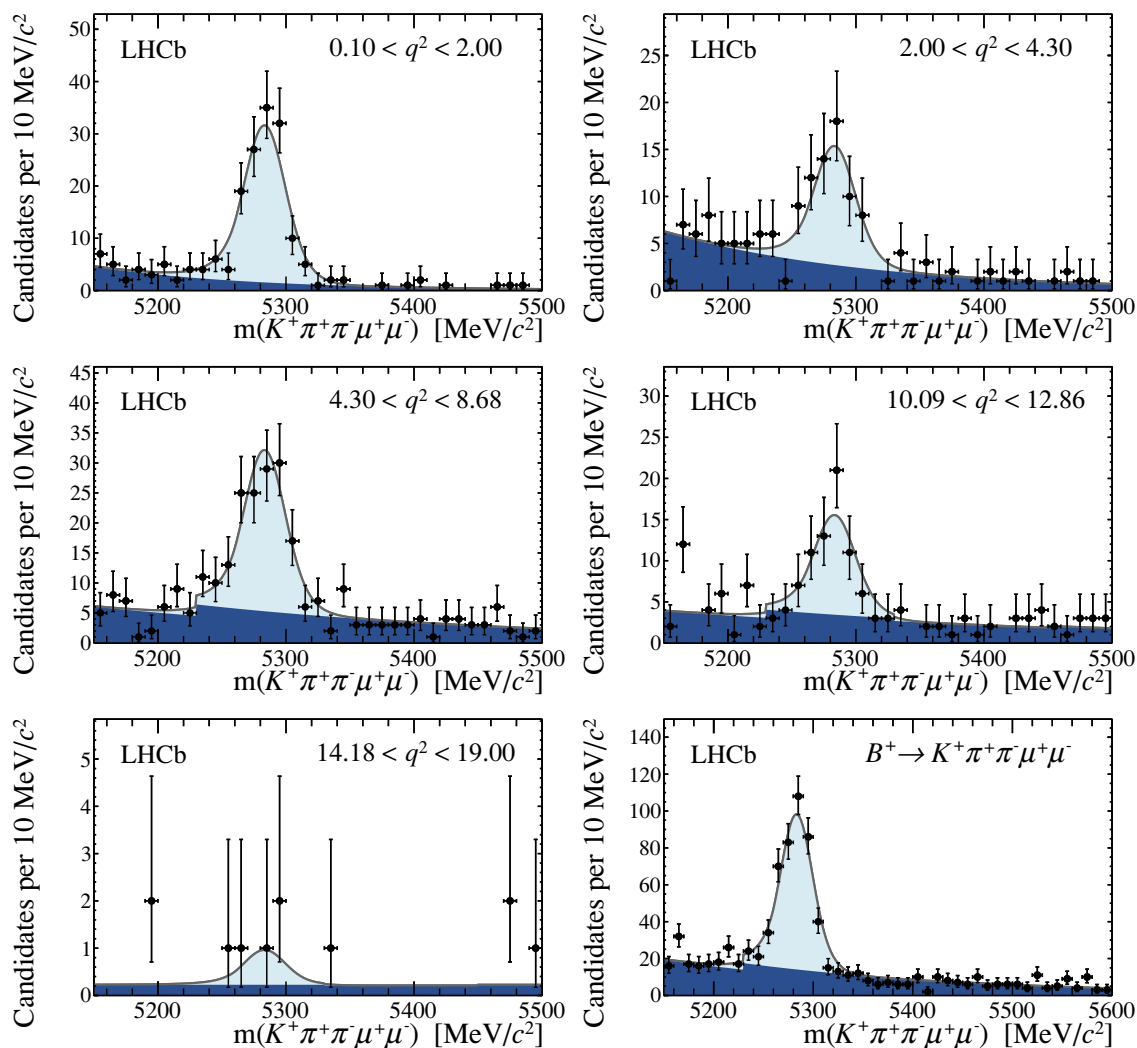 Candidates per 10 MeV/c²
50
40
30
20
10
0
LHCb
0.10 < q² < 2.00
5200 5300 5400 5500
m(K⁺π⁺π⁻μ⁺μ⁻) [MeV/c²]
Candidates per 10 MeV/c²
25
20
15
10
5
0
LHCb
2.00 < q² < 4.30
5200 5300 5400 5500
m(K⁺π⁺π⁻μ⁺μ⁻) [MeV/c²]
Candidates per 10 MeV/c²
45
40
35
30
25
20
15
10
5
0
LHCb
4.30 < q² < 8.68
5200 5300 5400 5500
m(K⁺π⁺π⁻μ⁺μ⁻) [MeV/c²]
Candidates per 10 MeV/c²
30
25
20
15
10
5
0
LHCb
10.09 < q² < 12.86
5200 5300 5400 5500
m(K⁺π⁺π⁻μ⁺μ⁻) [MeV/c²]
Candidates per 10 MeV/c²
5
4
3
2
1
0
LHCb
14.18 < q² < 19.00
5200 5300 5400 5500
m(K⁺π⁺π⁻μ⁺μ⁻) [MeV/c²]
Candidates per 10 MeV/c²
140
120
100
80
60
40
20
0
LHCb
B⁺ → K⁺π⁺π⁻μ⁺μ⁻
5200 5300 5400 5500 5600
m(K⁺π⁺π⁻μ⁺μ⁻) [MeV/c²]